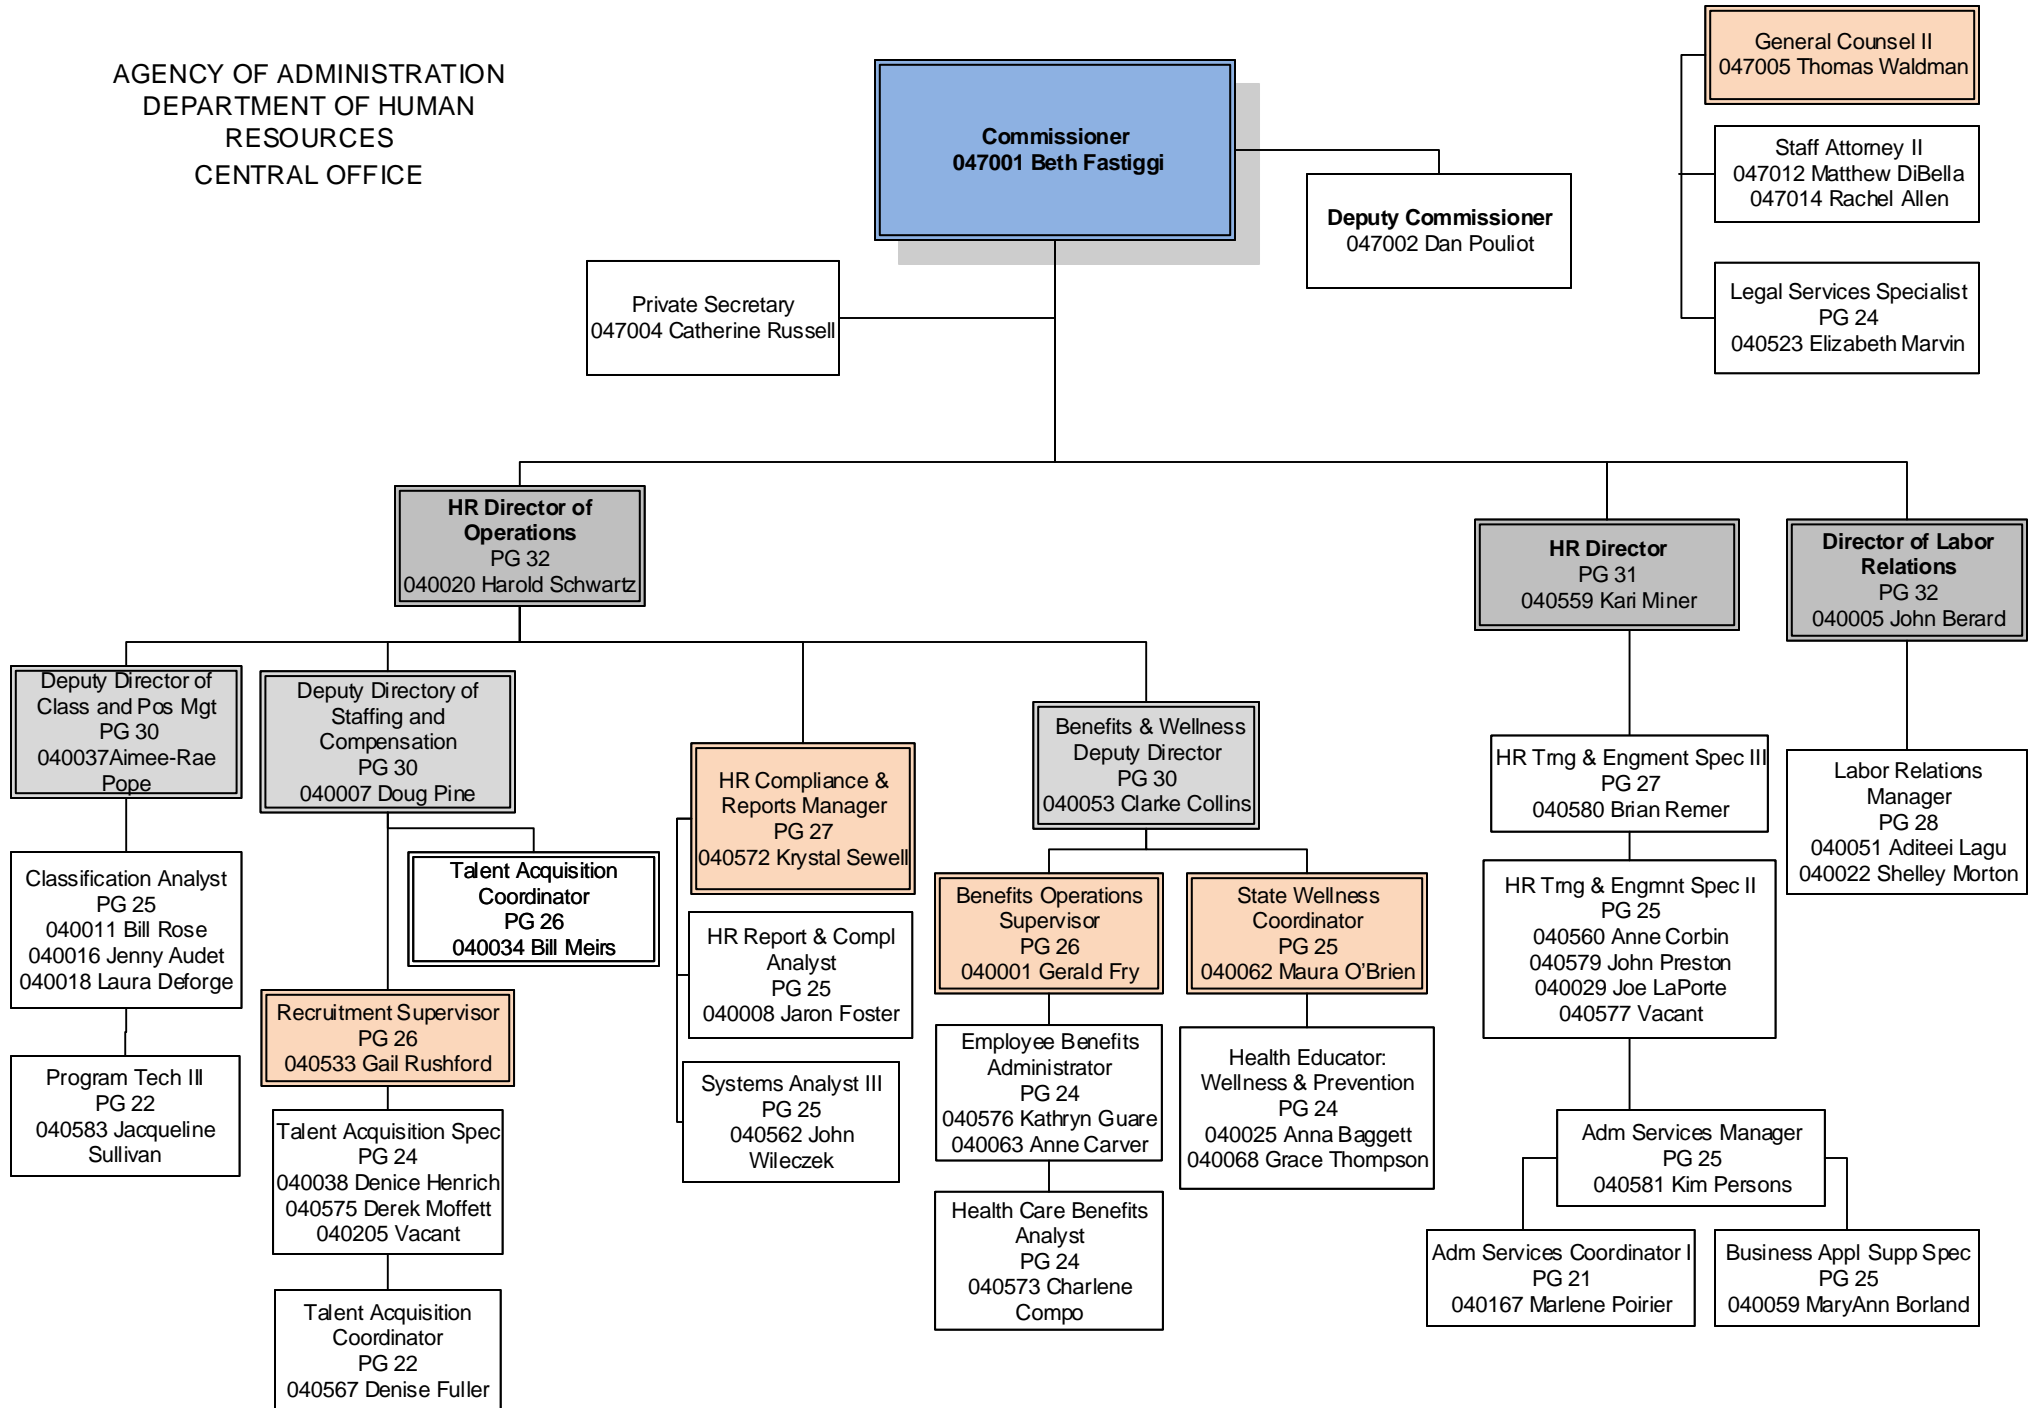 AGENCY OF ADMINISTRATION
DEPARTMENT OF HUMAN
RESOURCES
CENTRAL OFFICE
Commissioner
047001 Beth Fastiggi
General Counsel II
047005 Thomas Waldman
Staff Attorney II
047012 Matthew DiBella
047014 Rachel Allen
Legal Services Specialist
PG 24
040523 Elizabeth Marvin
Deputy Commissioner
047002 Dan Pouliot
Private Secretary
047004 Catherine Russell
HR Director of
Operations
PG 32
040020 Harold Schwartz
HR Director
PG 31
040559 Kari Miner
Director of Labor
Relations
PG 32
040005 John Berard
Deputy Director of
Class and Pos Mgt
PG 30
040037Aimee-Rae
Pope
Deputy Directory of
Staffing and
Compensation
PG 30
040007 Doug Pine
HR Compliance &
Reports Manager
PG 27
040572 Krystal Sewell
Benefits & Wellness
Deputy Director
PG 30
040053 Clarke Collins
HR Trng & Engment Spec III
PG 27
040580 Brian Remer
Labor Relations
Manager
PG 28
040051 Aditeei Lagu
040022 Shelley Morton
Classification Analyst
PG 25
040011 Bill Rose
040016 Jenny Audet
040018 Laura Deforge
Talent Acquisition
Coordinator
PG 26
040034 Bill Meirs
HR Report & Compl
Analyst
PG 25
040008 Jaron Foster
Benefits Operations
Supervisor
PG 26
040001 Gerald Fry
State Wellness
Coordinator
PG 25
040062 Maura O'Brien
HR Trng & Engmnt Spec II
PG 25
040560 Anne Corbin
040579 John Preston
040029 Joe LaPorte
040577 Vacant
Recruitment Supervisor
PG 26
040533 Gail Rushford
Program Tech III
PG 22
040583 Jacqueline
Sullivan
Systems Analyst III
PG 25
040562 John
Wileczek
Employee Benefits
Administrator
PG 24
040576 Kathryn Guare
040063 Anne Carver
Health Educator:
Wellness & Prevention
PG 24
040025 Anna Baggett
040068 Grace Thompson
Talent Acquisition Spec
PG 24
040038 Denice Henrich
040575 Derek Moffett
040205 Vacant
Adm Services Manager
PG 25
040581 Kim Persons
Health Care Benefits
Analyst
PG 24
040573 Charlene
Compo
Adm Services Coordinator I
PG 21
040167 Marlene Poirier
Business Appl Supp Spec
PG 25
040059 MaryAnn Borland
Talent Acquisition
Coordinator
PG 22
040567 Denise Fuller